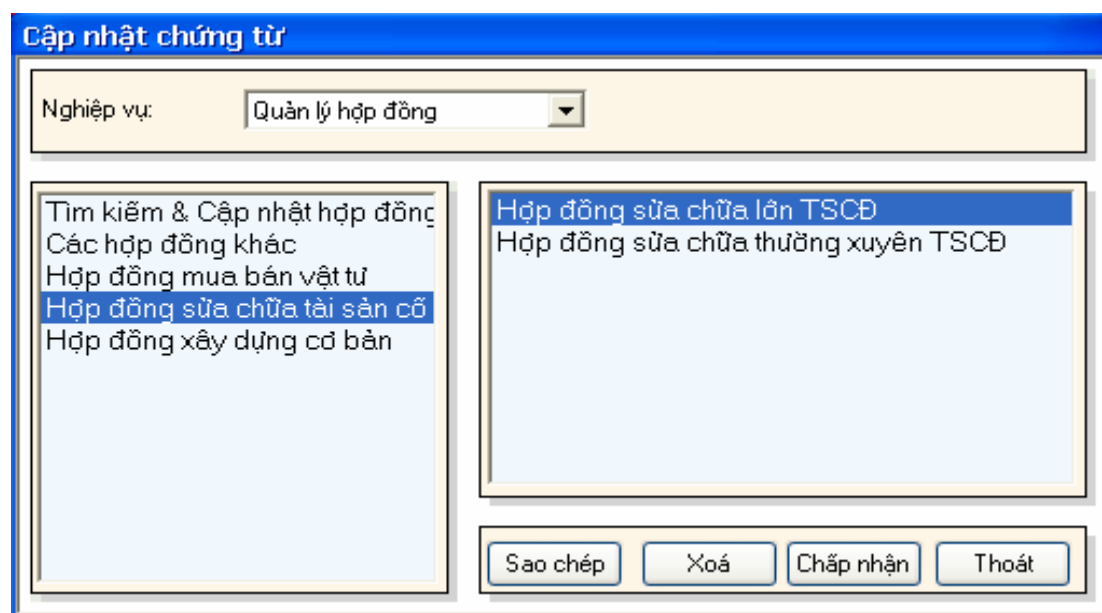 Cập nhật chứng từ
Nghiệp vụ: Quản lý hợp đồng
Tìm kiếm & Cập nhật hợp đồng
Các hợp đồng khác
Hợp đồng mua bán vật tư
Hợp đồng sửa chữa tài sản cố
Hợp đồng xây dựng cơ bản
Hợp đồng sửa chữa lớn TSCĐ
Hợp đồng sửa chữa thường xuyên TSCĐ
Sao chép Xoá Chấp nhận Thoát